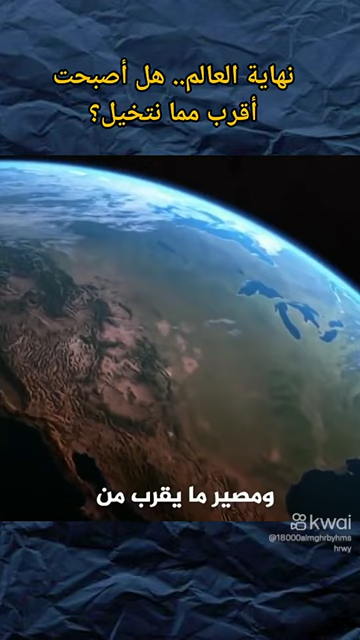 نهاية العالم.. هل أصبحت
أقرب مما نتخيل؟
ومصير ما يقرب من
kwai
@18000almghrbyhms
hrwy